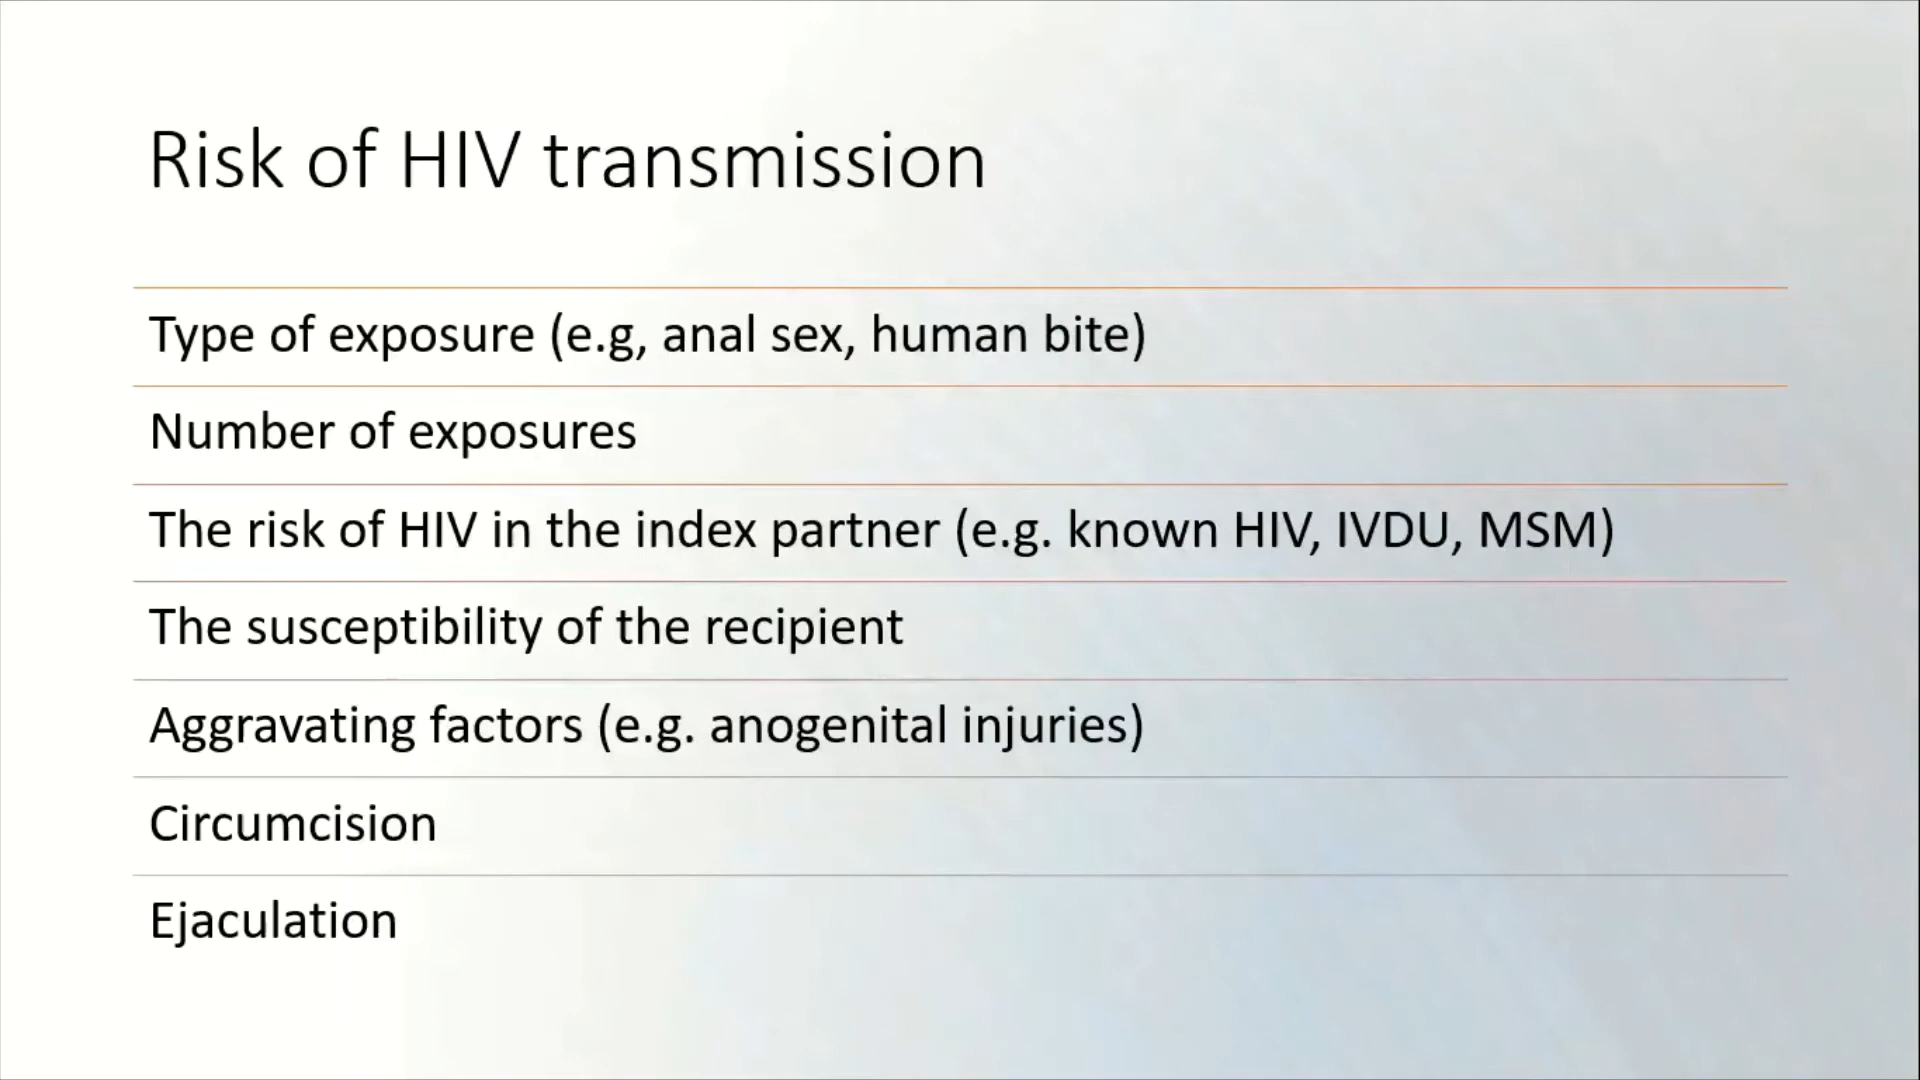 Risk of HIV transmission
Type of exposure (e.g, anal sex, human bite)
Number of exposures
The risk of HIV in the index partner (e.g. known HIV, IVDU, MSM)
The susceptibility of the recipient
Aggravating factors (e.g. anogenital injuries)
Circumcision
Ejaculation